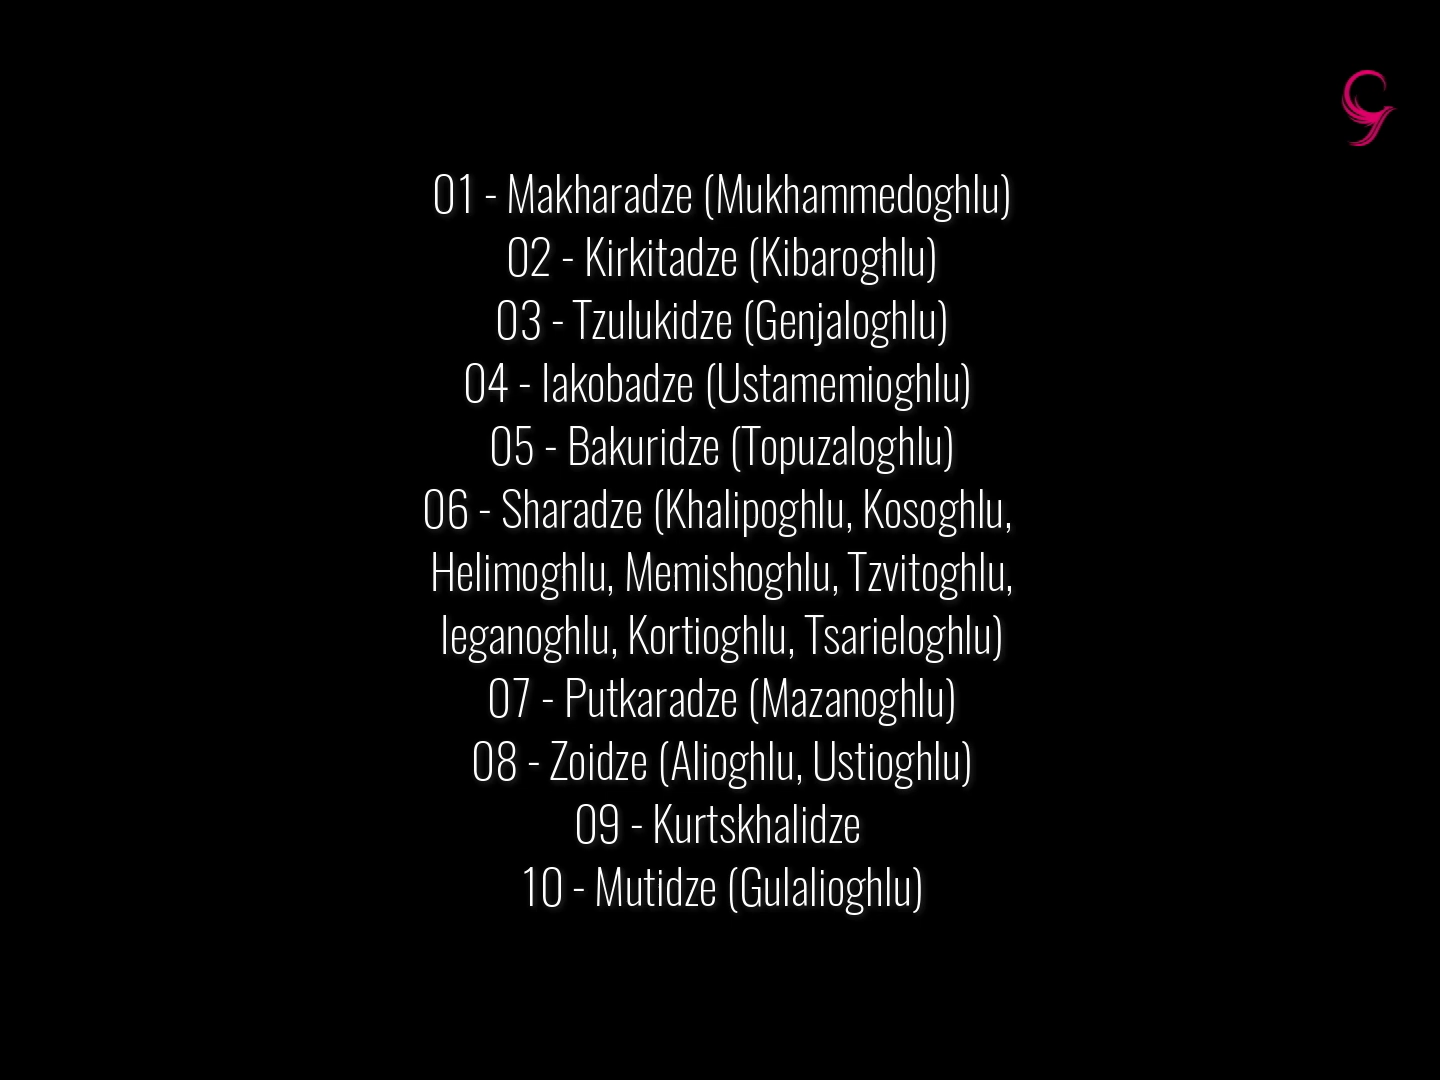 01 - Makharadze (Mukhammedoghlu)
02 - Kirkitadze (Kibaroghlu)
03 - Tzulukidze (Genjaloghlu)
04 - Iakobadze (Ustamemioghlu)
05 - Bakuridze (Topuzaloghlu)
06 - Sharadze (Khalipoghlu, Kosoghlu,
Helimoghlu, Memishoghlu, Tzvitoghlu,
Ieganoghlu, Kortioghlu, Tsarieloghlu)
07 - Putkaradze (Mazanoghlu)
08 - Zoidze (Alioghlu, Ustioghlu)
09 - Kurtskhalidze
10 - Mutidze (Gulalioghlu)